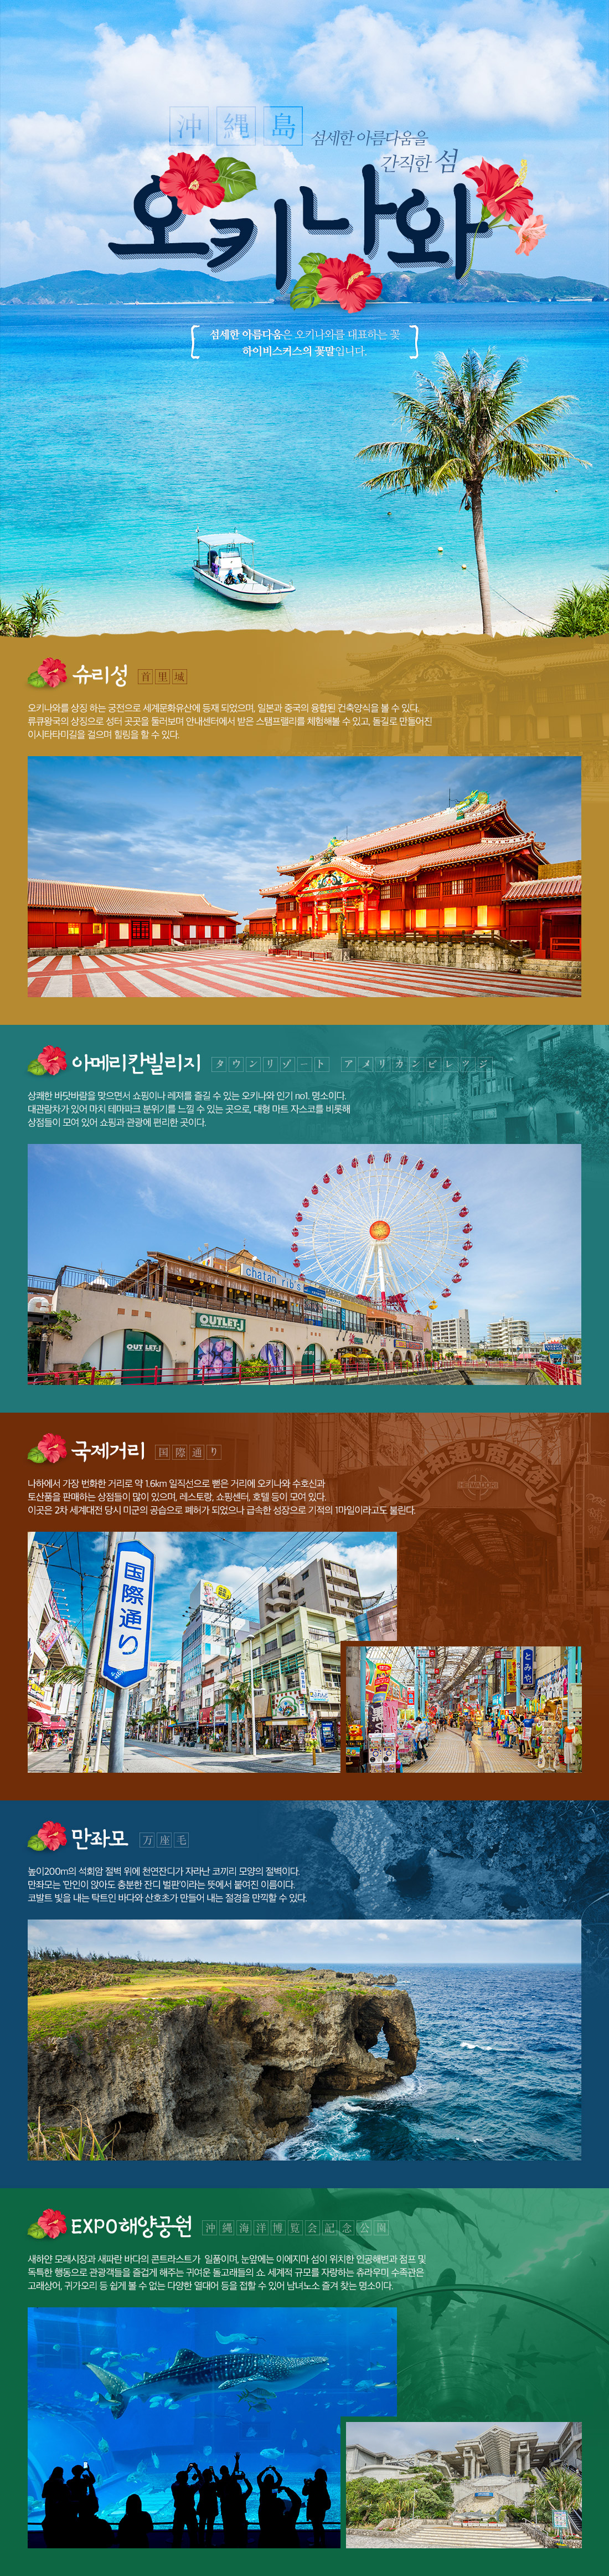 沖縄島
섬세한 아름다움을
간직한 섬
오키나와
섬세한 아름다움은 오키나와를 대표하는 꽃
하이비스커스의 꽃말입니다.
슈리성 首里城
오키나와를 상징 하는 궁전으로 세계문화유산에 등재 되었으며, 일본과 중국의 융합된 건축양식을 볼 수 있다.
류큐왕국의 상징으로 성터 곳곳을 둘러보며 안내센터에서 받은 스탬프랠리를 체험해볼 수 있고, 돌길로 만들어진
이시타타미길을 걸으며 힐링을 할 수 있다.
아메리칸빌리지 タウンリゾート アメリカンビレッジ
상쾌한 바닷바람을 맞으면서 쇼핑이나 레져를 즐길 수 있는 오키나와 인기 no1. 명소이다.
대관람차가 있어 마치 테마파크 분위기를 느낄 수 있는 곳으로, 대형 마트 자스코를 비롯해
상점들이 모여 있어 쇼핑과 관광에 편리한 곳이다.
chatan ribs
OUTLET-J
OUTLET-J
국제거리 国際通り
나하에서 가장 번화한 거리로 약 1.6km 일직선으로 뻗은 거리에 오키나와 수호신과
토산품을 판매하는 상점들이 많이 있으며, 레스토랑, 쇼핑센터, 호텔 등이 모여 있다.
이곳은 2차 세계대전 당시 미군의 공습으로 폐허가 되었으나 급속한 성장으로 기적의 1마일이라고도 불린다.
国際通り
とみや
만좌모 万座毛
높이200m의 석회암 절벽 위에 천연잔디가 자라난 코끼리 모양의 절벽이다.
만좌모는 '만인이 앉아도 충분한 잔디 벌판'이라는 뜻에서 붙여진 이름이다.
코발트 빛을 내는 탁트인 바다와 산호초가 만들어 내는 절경을 만끽할 수 있다.
EXPO해양공원 沖縄海洋博覧会記念公園
새하얀 모래시장과 새파란 바다의 콘트라스트가 일품이며, 눈앞에는 이에지마 섬이 위치한 인공해변과 점프 및
독특한 행동으로 관광객들을 즐겁게 해주는 귀여운 돌고래들의 쇼. 세계적 규모를 자랑하는 츄라우미 수족관은
고래상어, 귀가오리 등 쉽게 볼 수 없는 다양한 열대어 등을 접할 수 있어 남녀노소 즐겨 찾는 명소이다.